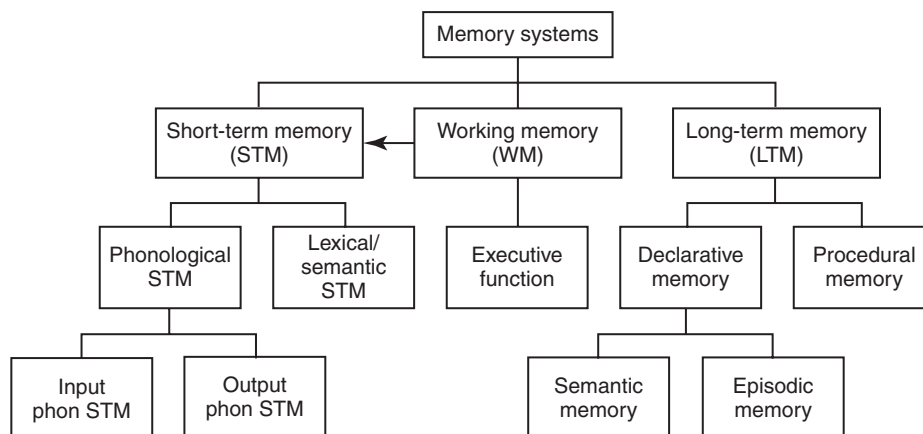 Memory systems
Short-term memory
(STM)
Working memory
(WM)
Long-term memory
(LTM)
Phonological
STM
Lexical/
semantic
STM
Executive
function
Declarative
memory
Procedural
memory
Input
phon STM
Output
phon STM
Semantic
memory
Episodic
memory